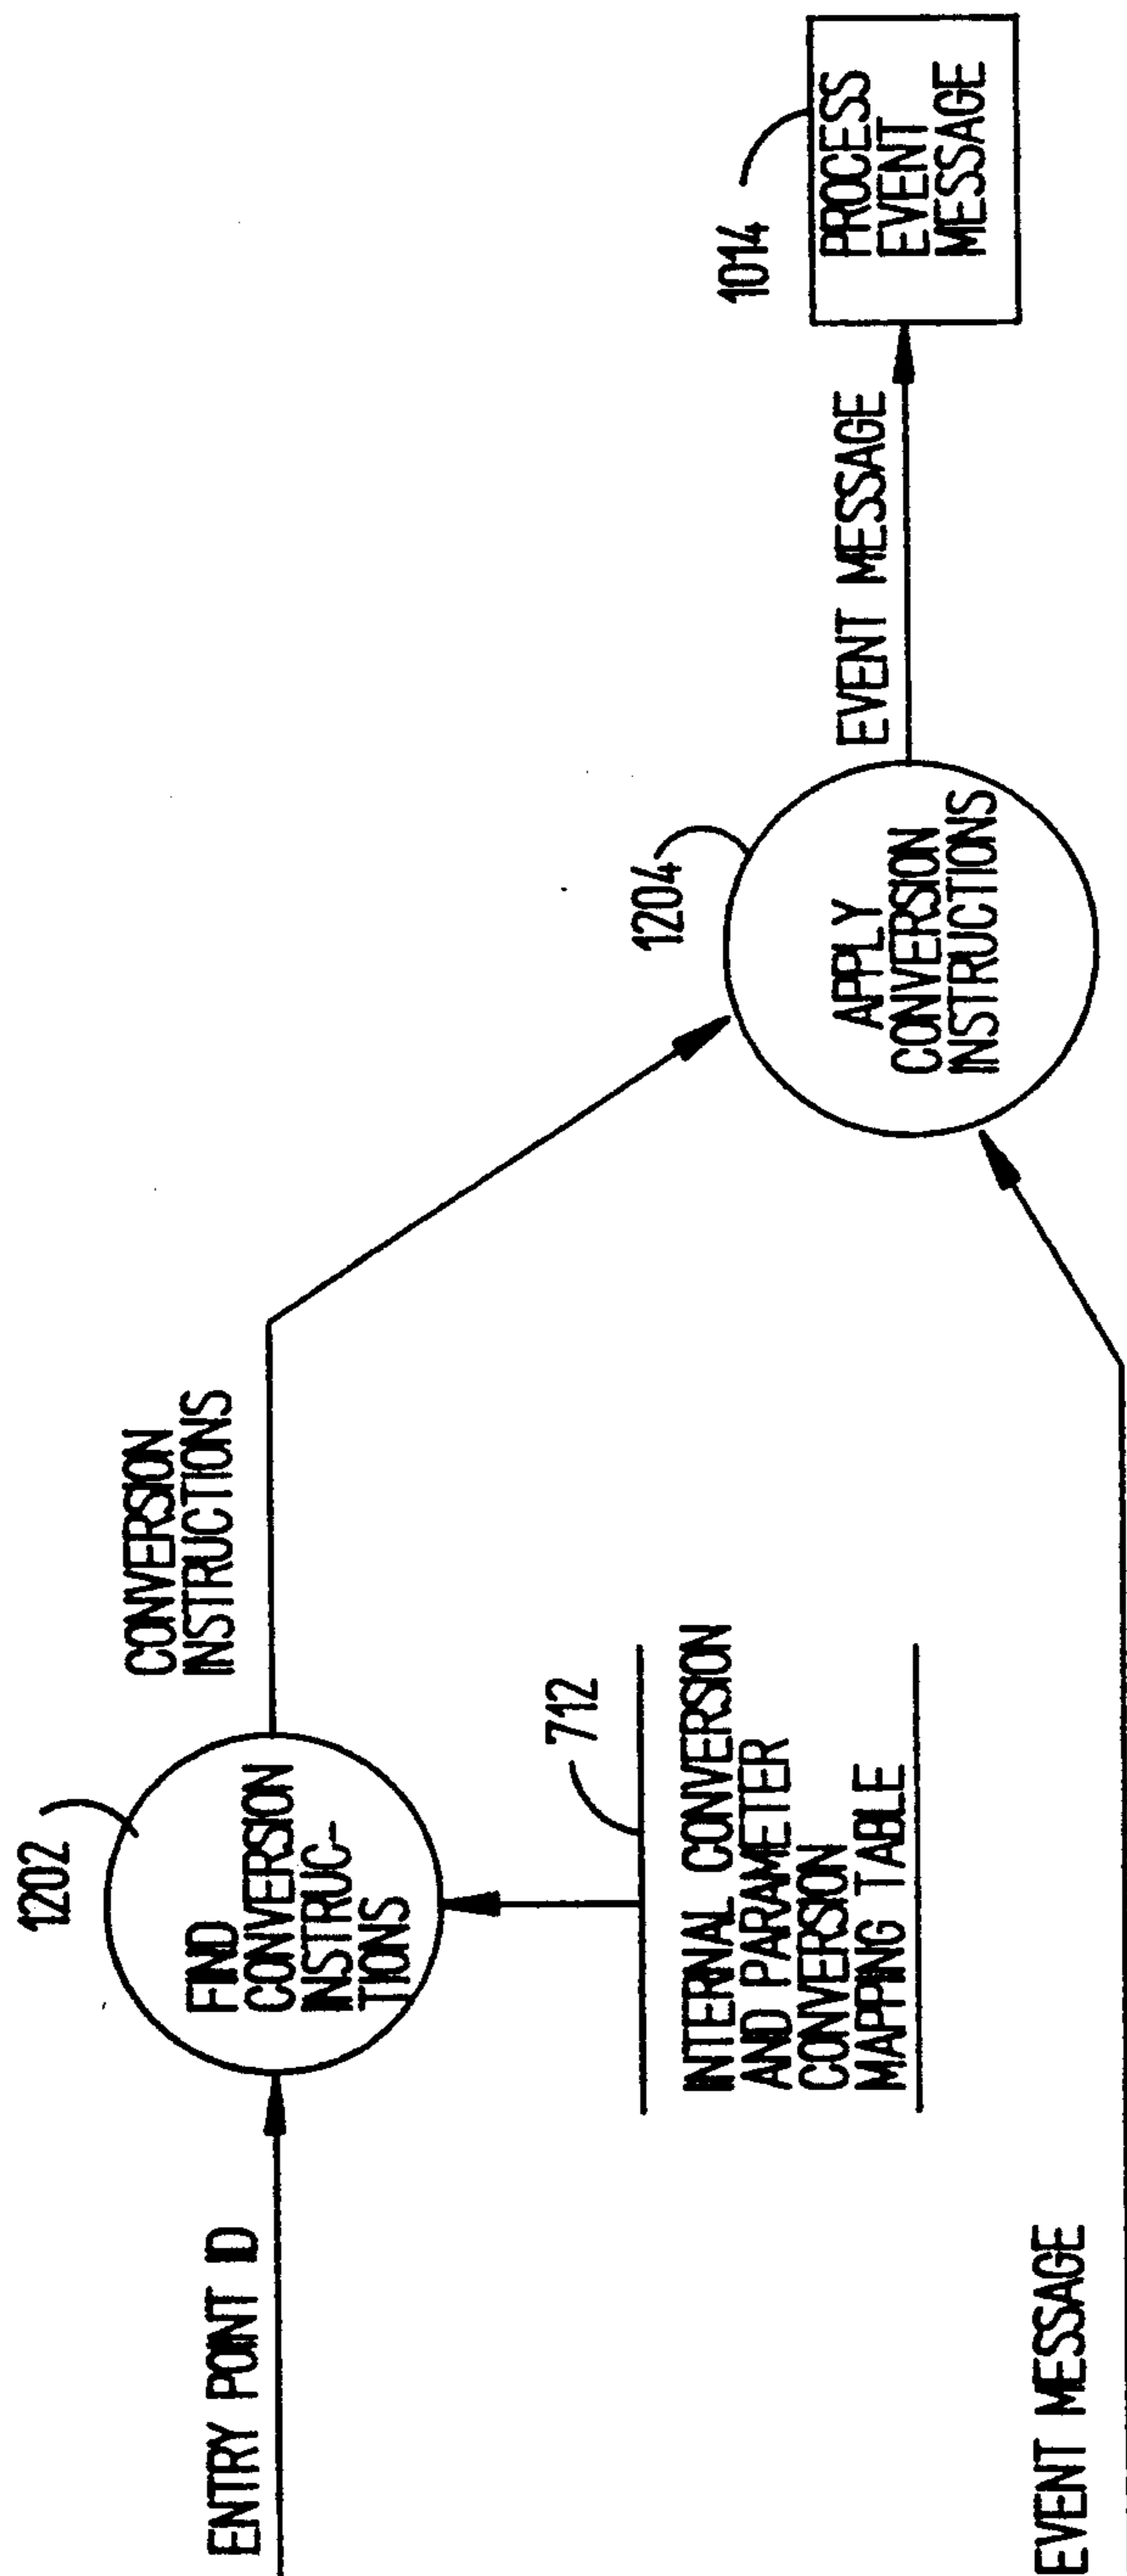 ENTRY POINT ID
1202
FIND
CONVERSION
INSTRUC-
TIONS
CONVERSION
INSTRUCTIONS
712
INTERNAL CONVERSION
AND PARAMETER
CONVERSION
MAPPING TABLE
EVENT MESSAGE
1204
APPLY
CONVERSION
INSTRUCTIONS
EVENT MESSAGE
1014
PROCESS
EVENT
MESSAGE